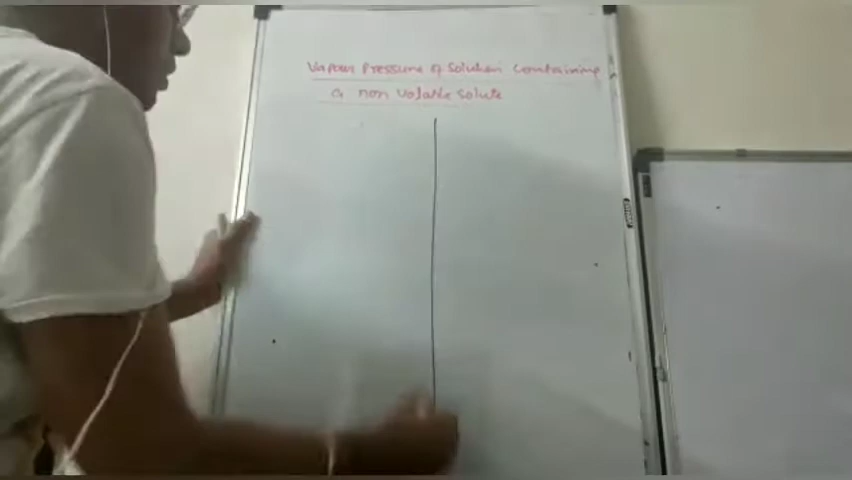 Vapour Pressure of Solution Containing
a non volatile solute